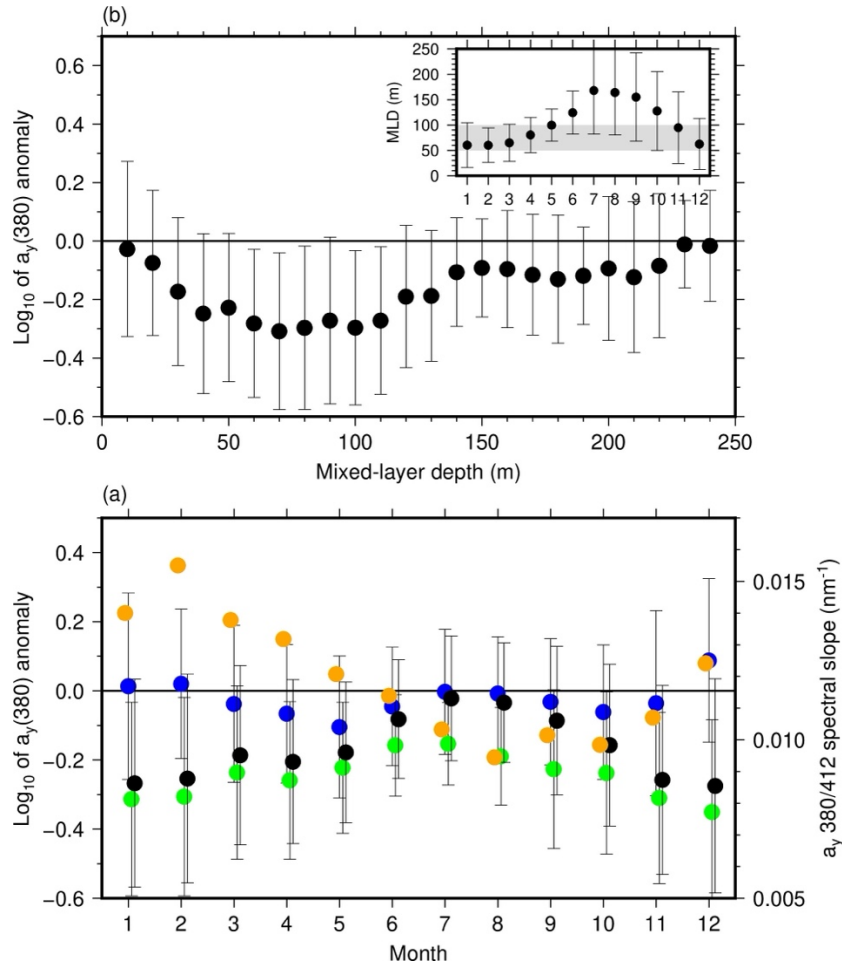 (b)
Log10 of ay(380) anomaly
0.6
0.4
0.2
0.0
−0.2
−0.4
−0.6
0 50 100 150 200 250
Mixed-layer depth (m)
MLD (m)
250
200
150
100
50
0
1 2 3 4 5 6 7 8 9 10 11 12
(a)
Log10 of ay(380) anomaly
0.4
0.2
0.0
−0.2
−0.4
−0.6
1 2 3 4 5 6 7 8 9 10 11 12
Month
0.015
0.010
0.005
ay 380/412 spectral slope (nm-1)